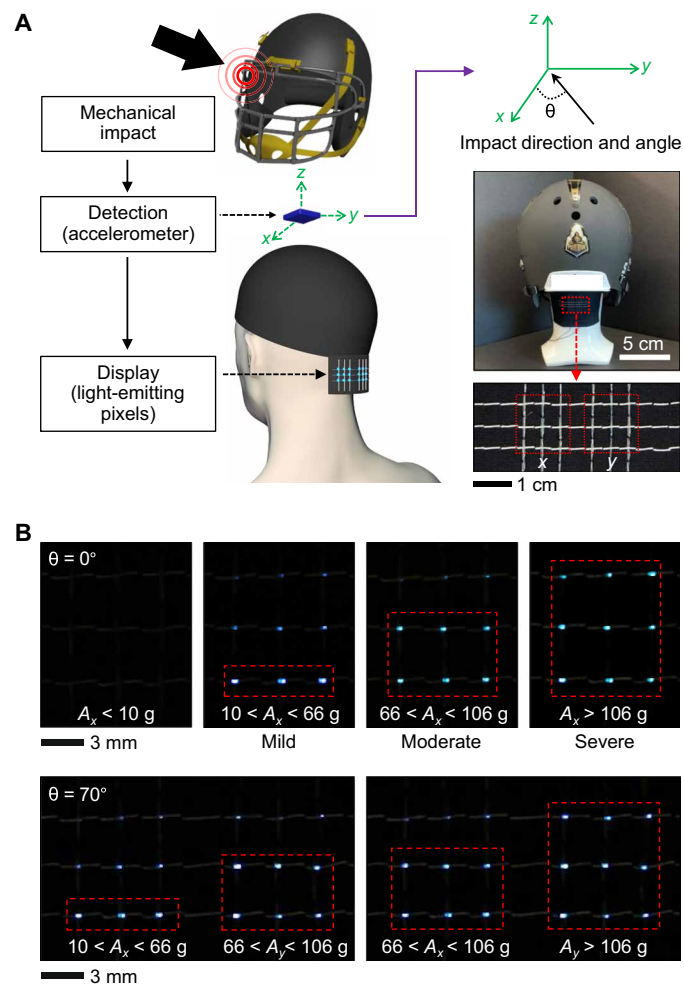 A
Mechanical
impact
Detection
(accelerometer)
Display
(light-emitting
pixels)
z
y
x
z
y
x
θ
Impact direction and angle
5 cm
x
y
1 cm
B
θ = 0°
A_x < 10 g
10 < A_x < 66 g
66 < A_x < 106 g
A_x > 106 g
3 mm
Mild
Moderate
Severe
θ = 70°
10 < A_x < 66 g
66 < A_y < 106 g
66 < A_x < 106 g
A_y > 106 g
3 mm